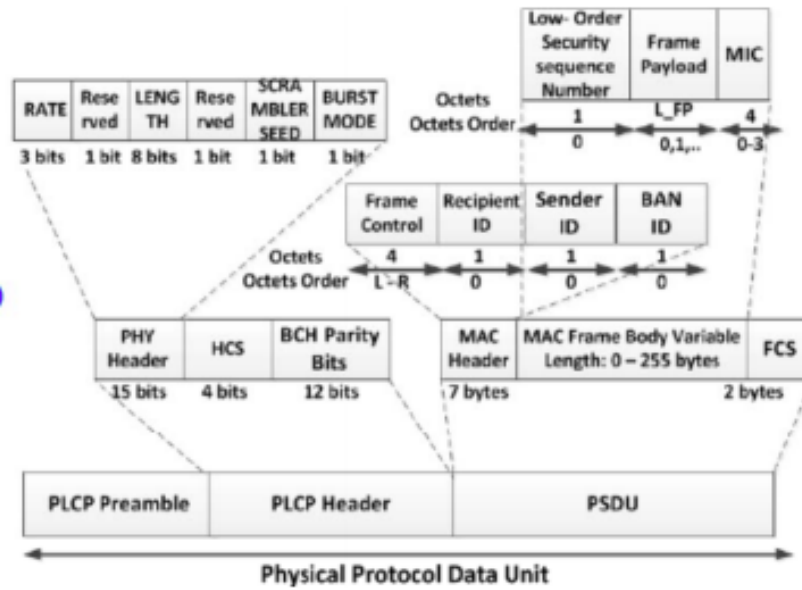 Low- Order
Security
sequence
Number
Frame
Payload
MIC
RATE
Rese
rved
LENG
TH
Rese
rved
SCRA
MBLER
SEED
BURST
MODE
Octets
1
L_FP
4
Octets Order
0
0,1,..
0-3
3 bits
1 bit
8 bits
1 bit
1 bit
1 bit
Frame
Control
Recipient
ID
Sender
ID
BAN
ID
Octets
4
1
1
1
Octets Order
L - R
0
0
0
PHY
Header
HCS
BCH Parity
Bits
MAC
Header
MAC Frame Body Variable
Length: 0 – 255 bytes
FCS
15 bits
4 bits
12 bits
7 bytes
2 bytes
PLCP Preamble
PLCP Header
PSDU
Physical Protocol Data Unit